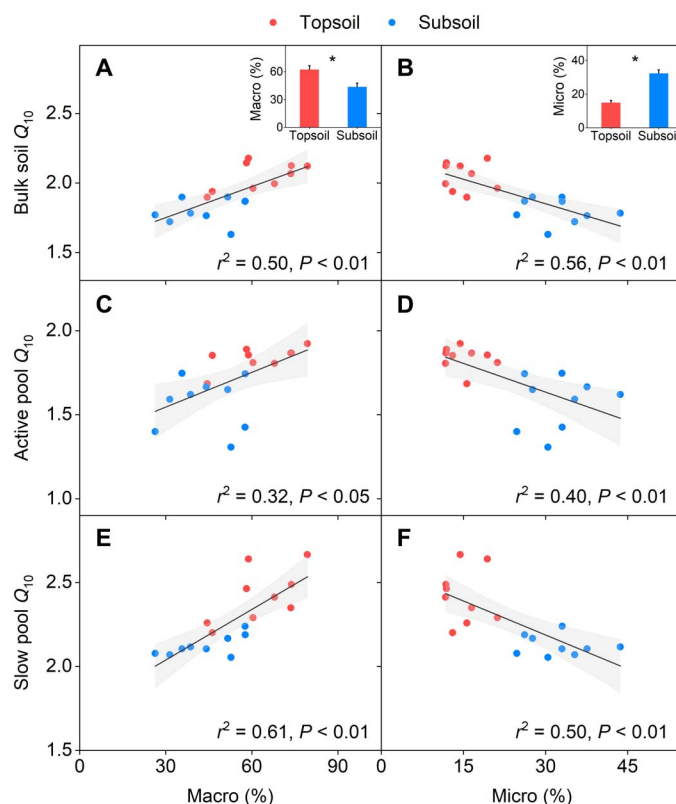 Topsoil Subsoil
A
Macro (%)
60
30
0
*
Topsoil Subsoil
B
Micro (%)
40
20
0
*
Topsoil Subsoil
Bulk soil Q10
2.5
2.0
1.5
r² = 0.50, P < 0.01
r² = 0.56, P < 0.01
C
D
Active pool Q10
2.0
1.5
1.0
r² = 0.32, P < 0.05
r² = 0.40, P < 0.01
E
F
Slow pool Q10
2.5
2.0
1.5
r² = 0.61, P < 0.01
r² = 0.50, P < 0.01
0 30 60 90
15 30 45
Macro (%)
Micro (%)